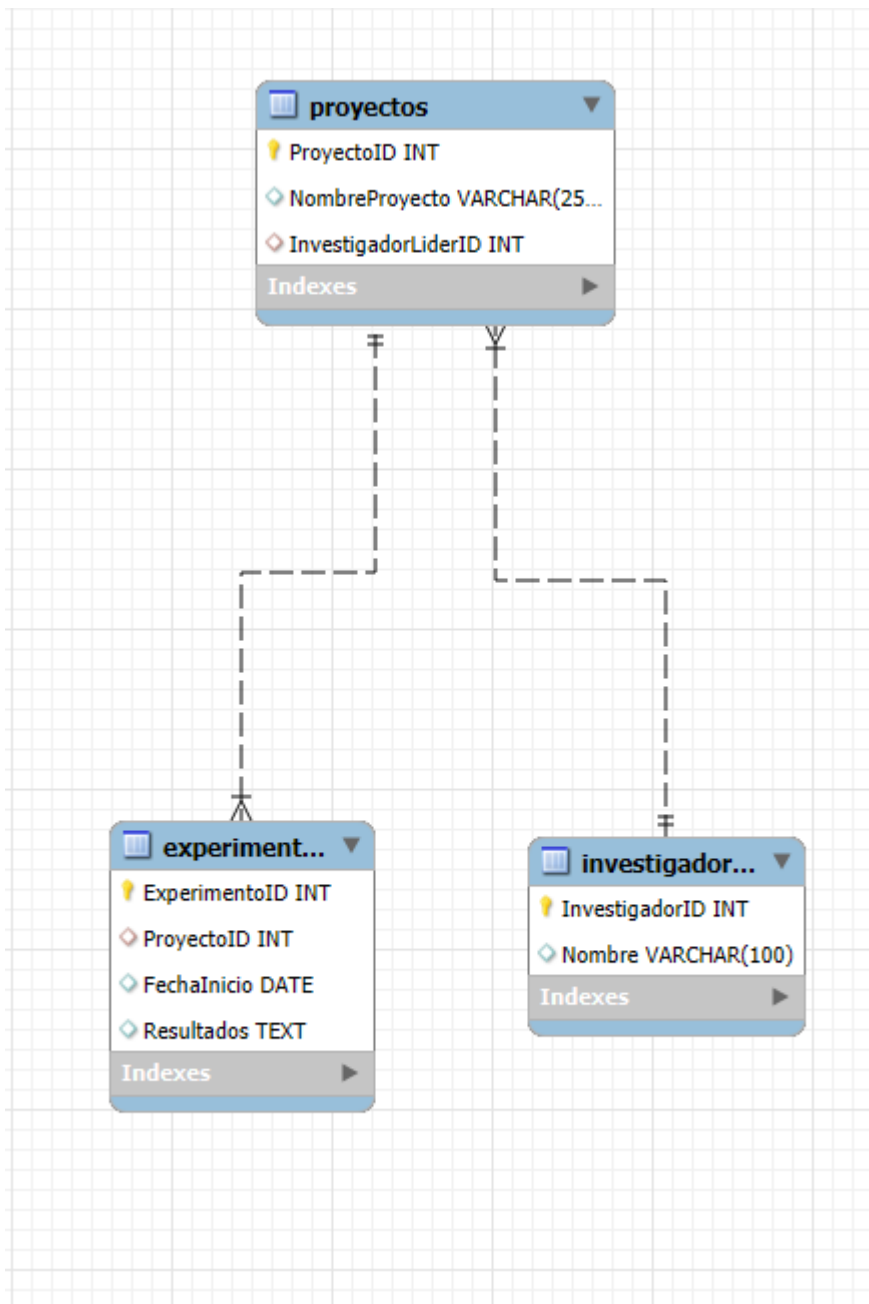 proyectos
ProyectoID INT
NombreProyecto VARCHAR(25...
InvestigadorLiderID INT
Indexes
experiment...
ExperimentoID INT
ProyectoID INT
FechaInicio DATE
Resultados TEXT
Indexes
investigador...
InvestigadorID INT
Nombre VARCHAR(100)
Indexes